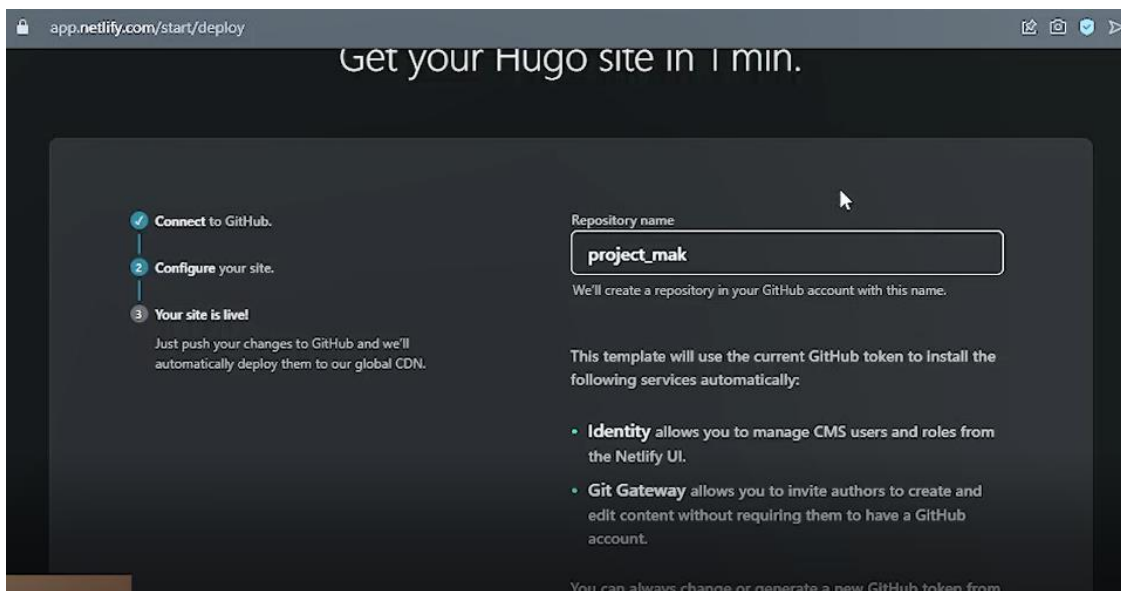 app.netlify.com/start/deploy
Get your Hugo site in 1 min.
Connect to GitHub.
2 Configure your site.
3 Your site is live!
Just push your changes to GitHub and we'll
automatically deploy them to our global CDN.
Repository name
project_mak
We'll create a repository in your GitHub account with this name.
This template will use the current GitHub token to install the
following services automatically:
• Identity allows you to manage CMS users and roles from
the Netlify UI.
• Git Gateway allows you to invite authors to create and
edit content without requiring them to have a GitHub
account.
You can always change or generate a new GitHub token from